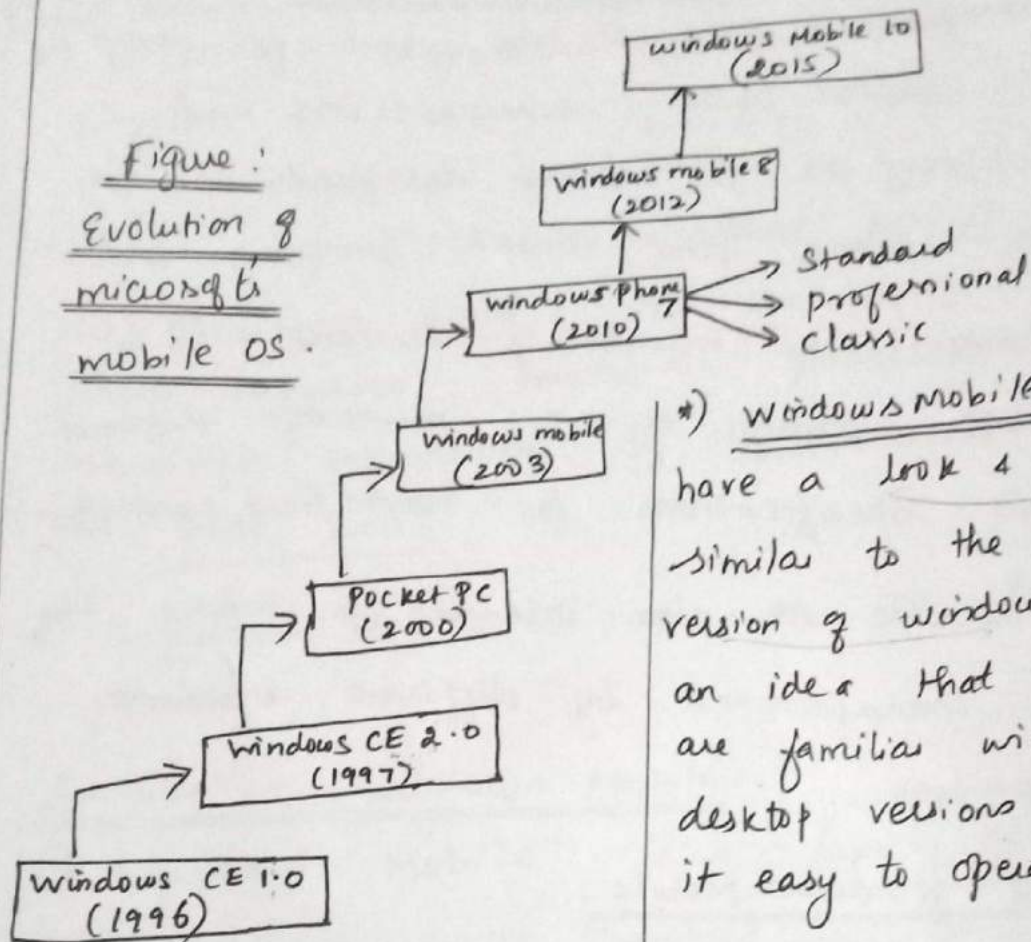 Figure :
Evolution of
microsoft's
mobile OS.
Windows Mobile 10
(2015)
Windows mobile 8
(2012)
Windows Phone 7
(2010)
Standard
professional
classic
Windows mobile
(2003)
Pocket PC
(2000)
Windows CE 2.0
(1997)
Windows CE 1.0
(1996)
*) Windows Mobile
have a look &
similar to the
version of window
an idea that
are familiar wi
desktop versions
it easy to oper